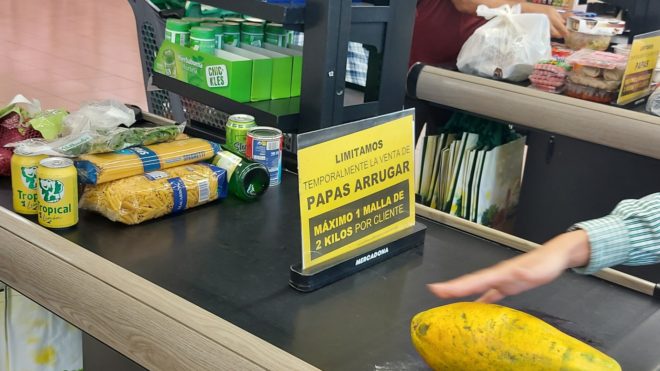 CHIC
KLES
LIMITAMOS
TEMPORALMENTE LA VENTA DE
PAPAS ARRUGAR
MÁXIMO 1 MALLA DE
2 KILOS POR CLIENTE.
MERCADONA
Tropical
Tropical